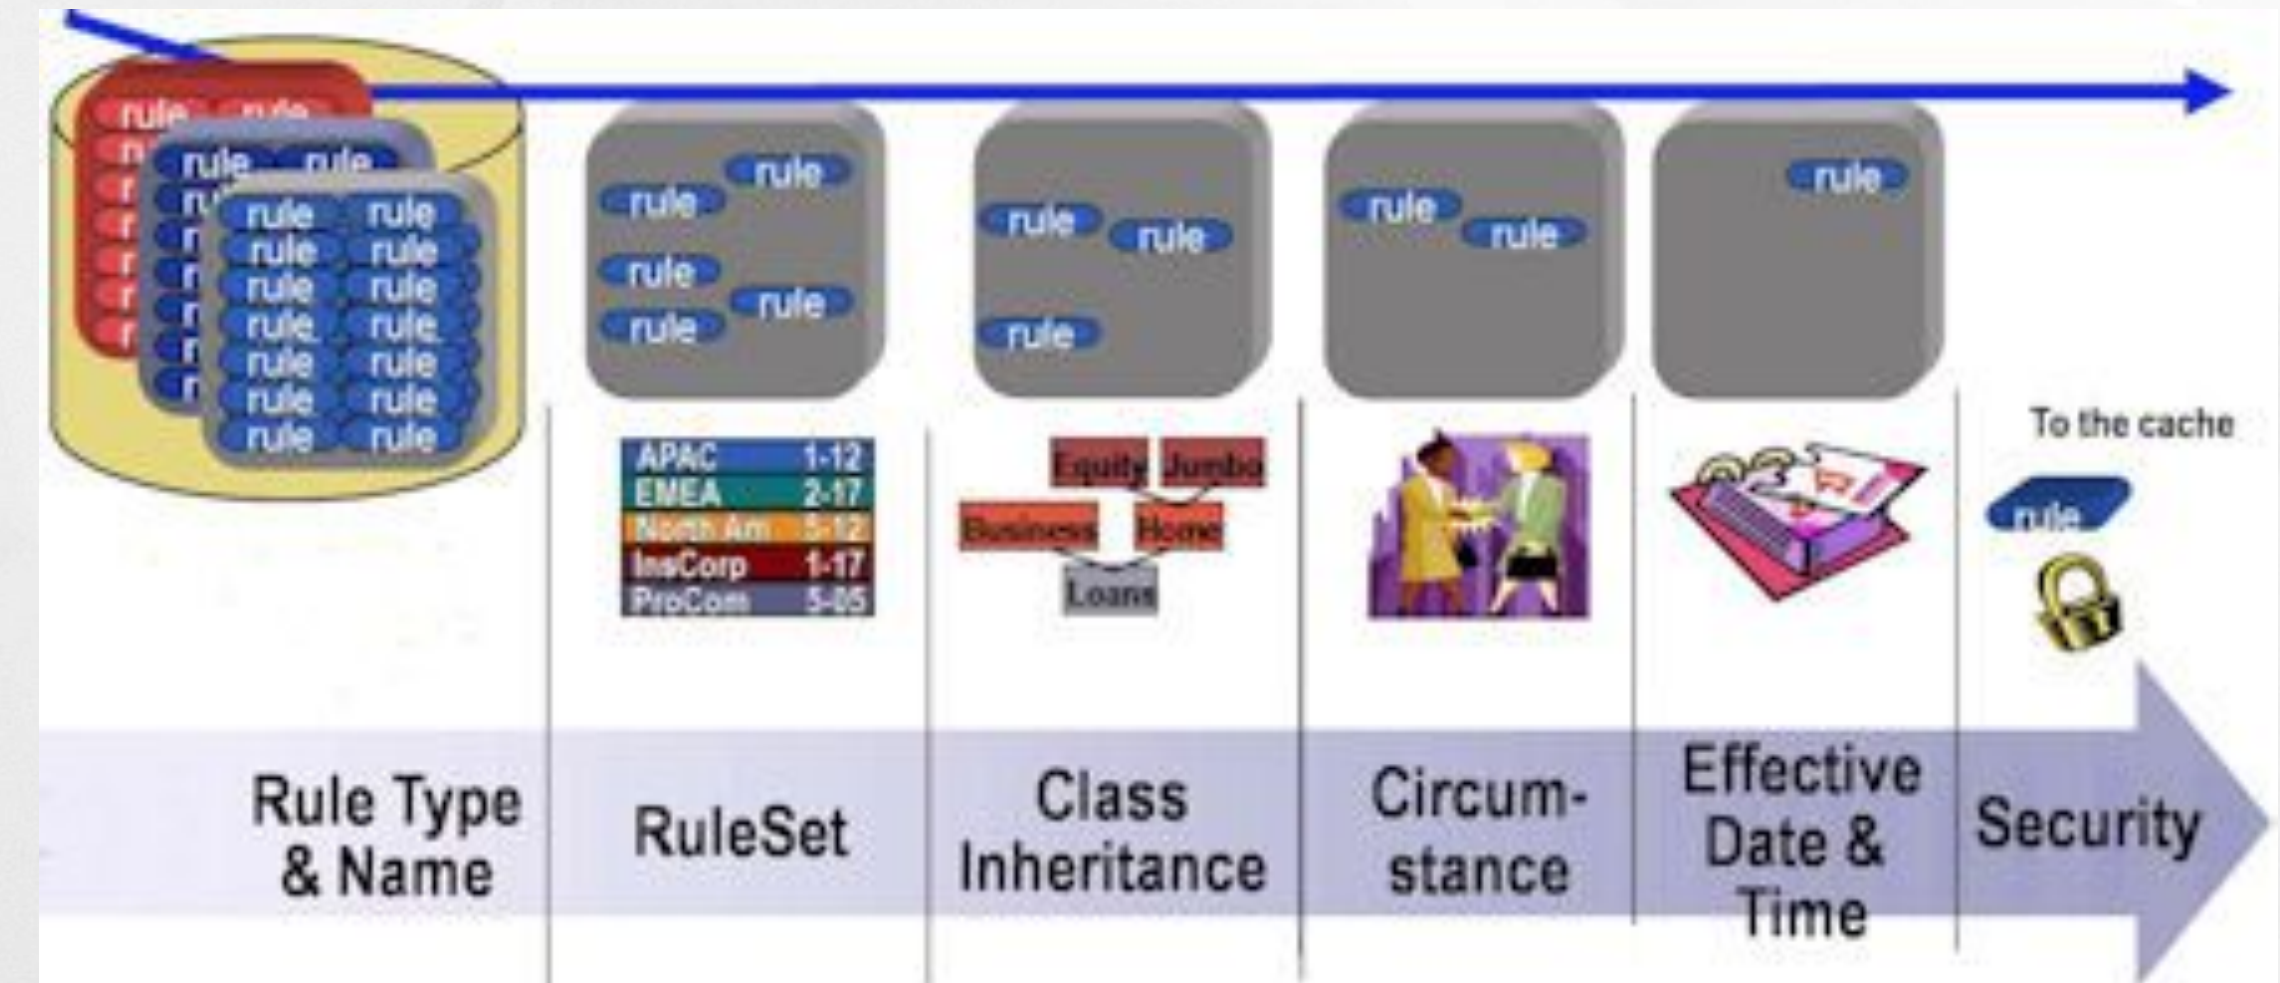 rule rule
rule rule
rule rule
rule rule
rule rule
rule rule
rule rule
rule rule
rule rule
rule
rule
rule
rule
rule
rule
rule
rule
rule
rule
rule
To the cache
rule
APAC 1-12
EMEA 2-17
North Am 5-12
InsCorp 1-17
ProCom 5-05
Equity Jumbo
Business Home
Loans
Rule Type
& Name
RuleSet
Class
Inheritance
Circum-
stance
Effective
Date &
Time
Security